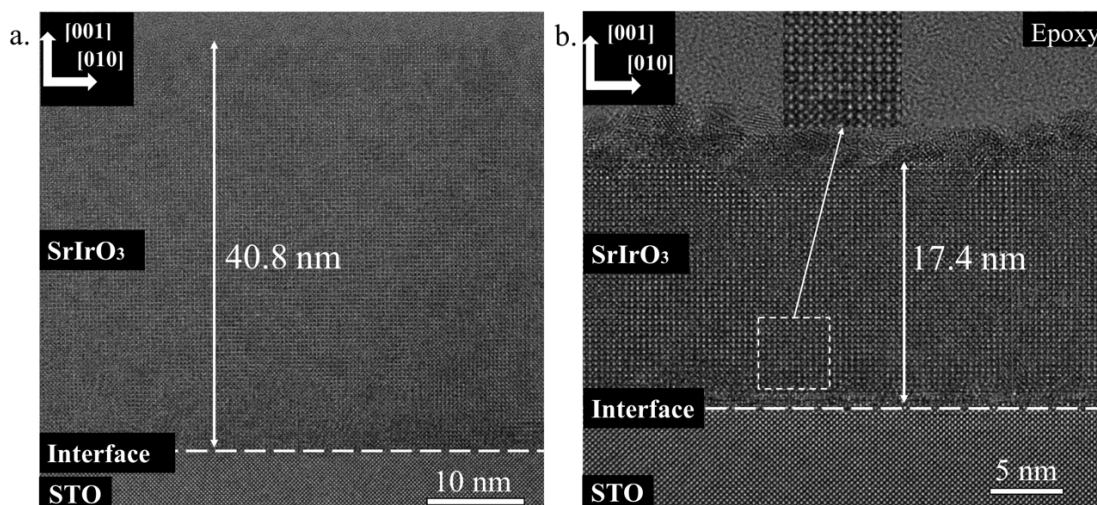 a.
[001]
[010]
SrIrO₃
40.8 nm
Interface
STO
10 nm
b.
[001]
[010]
Epoxy
SrIrO₃
17.4 nm
Interface
STO
5 nm